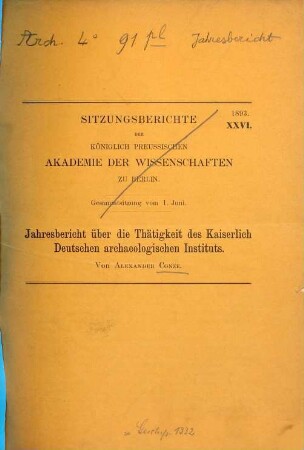 Arch. 4° 91 pl Jahresbericht
1893.
XXVI.
SITZUNGSBERICHTE
DER
KÖNIGLICH PREUSSISCHEN
AKADEMIE DER WISSENSCHAFTEN
ZU BERLIN.
Gesammtsitzung vom 1. Juni.
Jahresbericht über die Thätigkeit des Kaiserlich
Deutschen archaeologischen Instituts.
Von Alexander Conze.